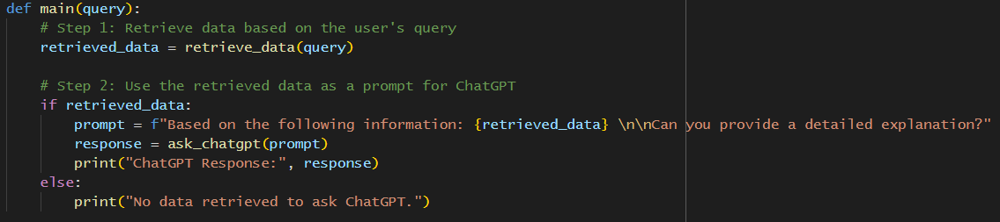 def main(query):
    # Step 1: Retrieve data based on the user's query
    retrieved_data = retrieve_data(query)

    # Step 2: Use the retrieved data as a prompt for ChatGPT
    if retrieved_data:
        prompt = f"Based on the following information: {retrieved_data} \n\nCan you provide a detailed explanation?"
        response = ask_chatgpt(prompt)
        print("ChatGPT Response:", response)
    else:
        print("No data retrieved to ask ChatGPT.")